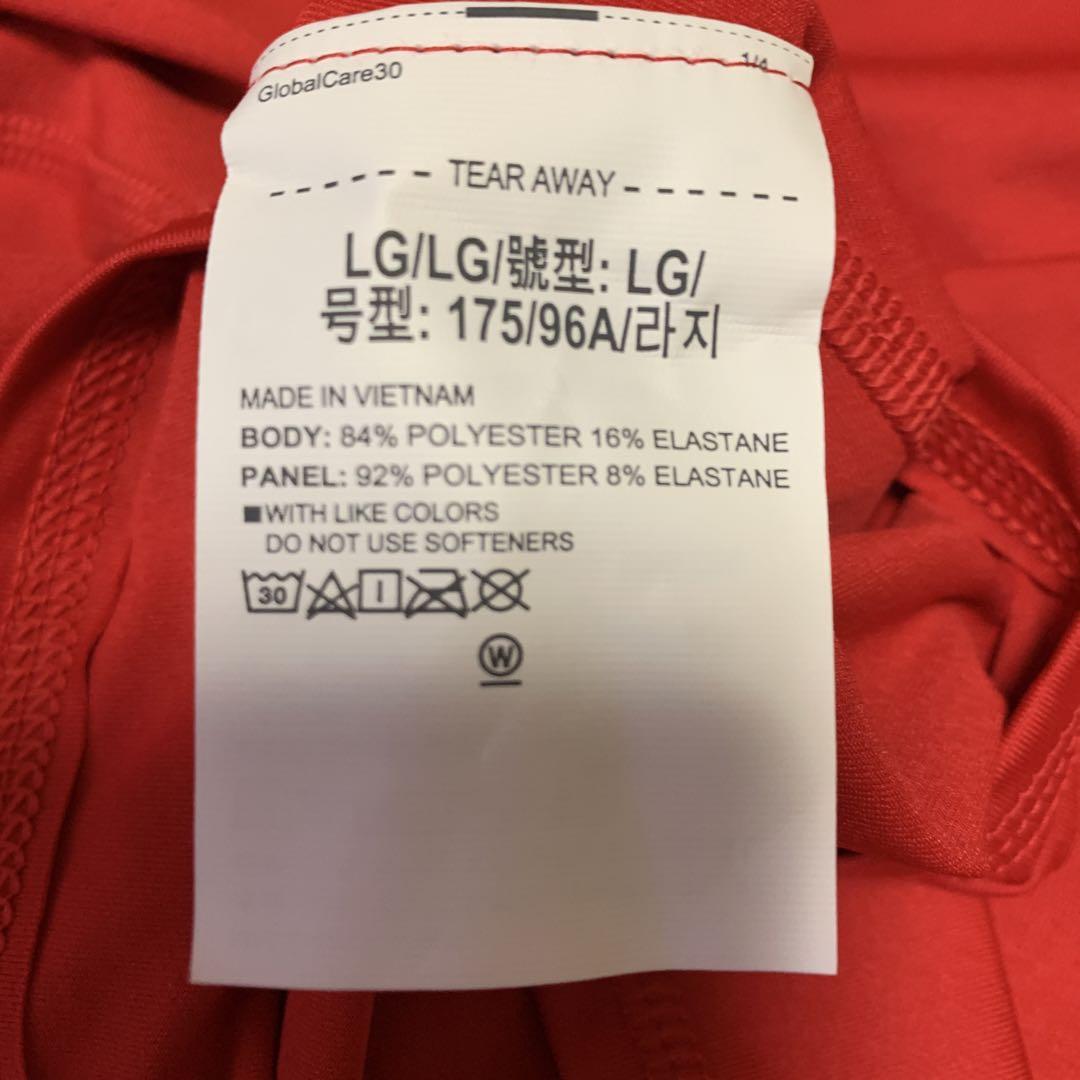 1/4
GlobalCare30
TEAR AWAY
LG/LG/號型: LG/
号型: 175/96A/라지
MADE IN VIETNAM
BODY: 84% POLYESTER 16% ELASTANE
PANEL: 92% POLYESTER 8% ELASTANE
■WITH LIKE COLORS
DO NOT USE SOFTENERS
30
W